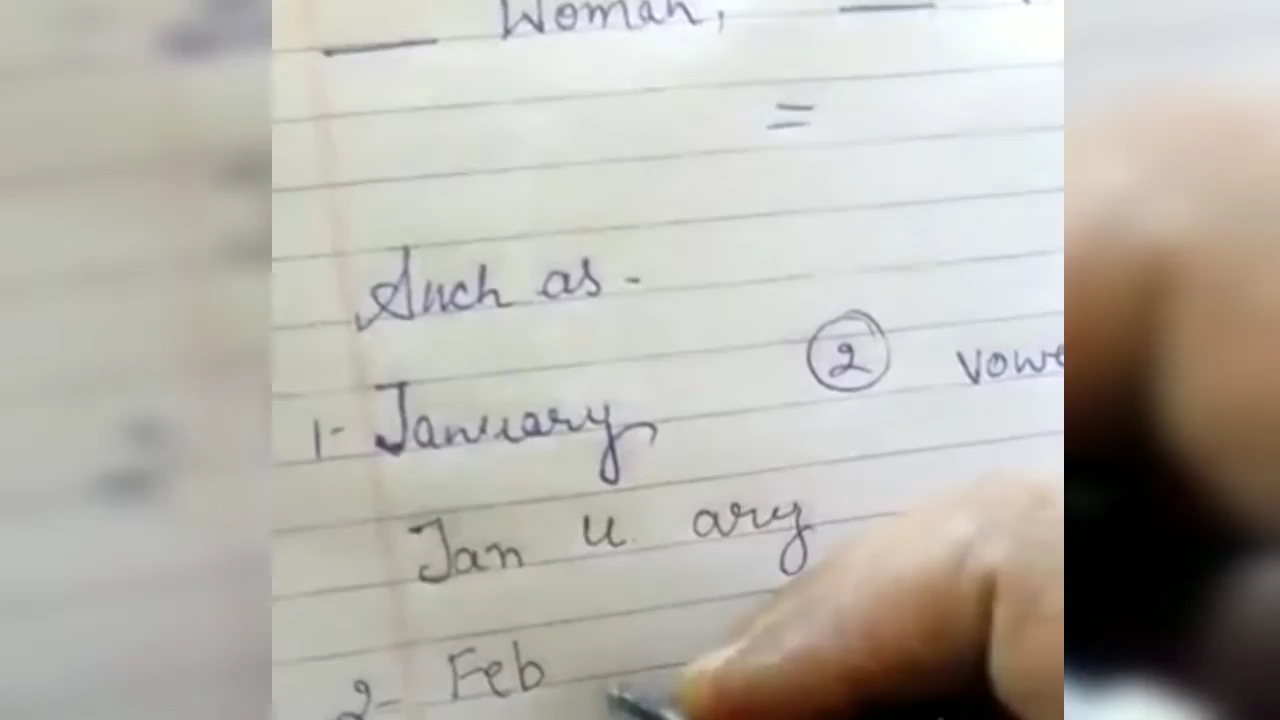 Woman,
=
Such as -
1- January
② vowe
Jan u ary
2- Feb